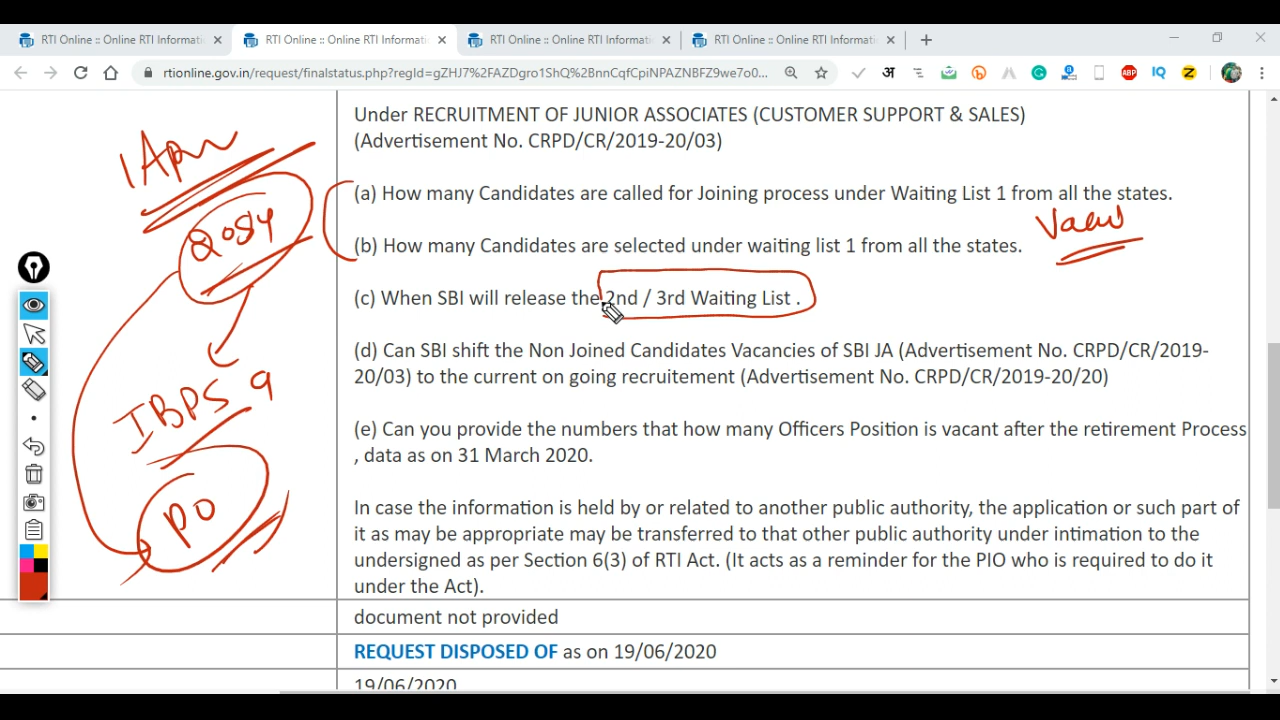 RTI Online :: Online RTI Informati
RTI Online :: Online RTI Informati
RTI Online :: Online RTI Informati
RTI Online :: Online RTI Informati
rtionline.gov.in/request/finalstatus.php?regId=gZHJ7%2FAZDgro1ShQ%2BnnCqfCpiNPAZNBFZ9we7o0...
अ
ABP
IQ
Z
Under RECRUITMENT OF JUNIOR ASSOCIATES (CUSTOMER SUPPORT & SALES)
(Advertisement No. CRPD/CR/2019-20/03)
1 Apr
(a) How many Candidates are called for Joining process under Waiting List 1 from all the states.
8084
(b) How many Candidates are selected under waiting list 1 from all the states.
(c) When SBI will release the 2nd / 3rd Waiting List .
(d) Can SBI shift the Non Joined Candidates Vacancies of SBI JA (Advertisement No. CRPD/CR/2019-
20/03) to the current on going recruitement (Advertisement No. CRPD/CR/2019-20/20)
IBPS 9
(e) Can you provide the numbers that how many Officers Position is vacant after the retirement Process
, data as on 31 March 2020.
PO
In case the information is held by or related to another public authority, the application or such part of
it as may be appropriate may be transferred to that other public authority under intimation to the
undersigned as per Section 6(3) of RTI Act. (It acts as a reminder for the PIO who is required to do it
under the Act).
document not provided
REQUEST DISPOSED OF as on 19/06/2020
19/06/2020